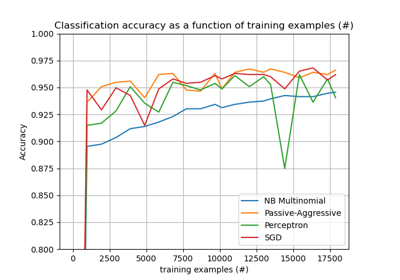 Classification accuracy as a function of training examples (#)
1.000
0.975
0.950
0.925
0.900
0.875
0.850
0.825
0.800
Accuracy
NB Multinomial
Passive-Aggressive
Perceptron
SGD
0 2500 5000 7500 10000 12500 15000 17500
training examples (#)